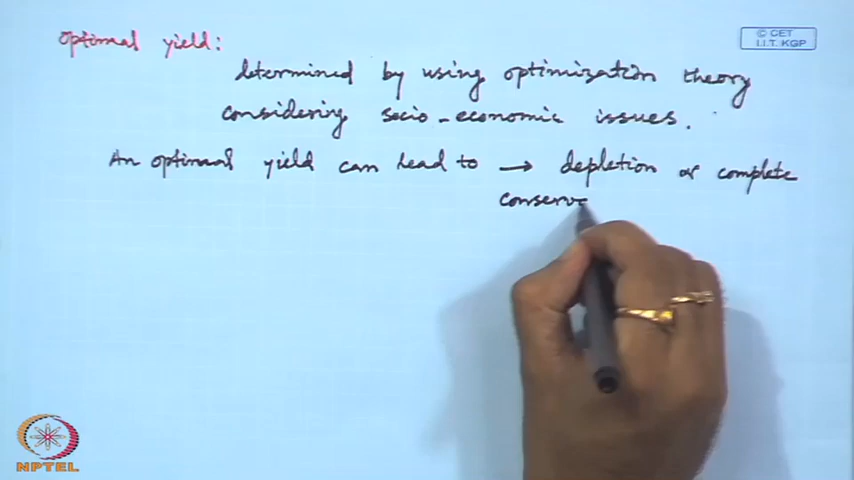 Optimal yield:
© CET
I.I.T. KGP
determined by using optimization theory
considering socio-economic issues.
An optimal yield can lead to → depletion or complete
conserve
NPTEL